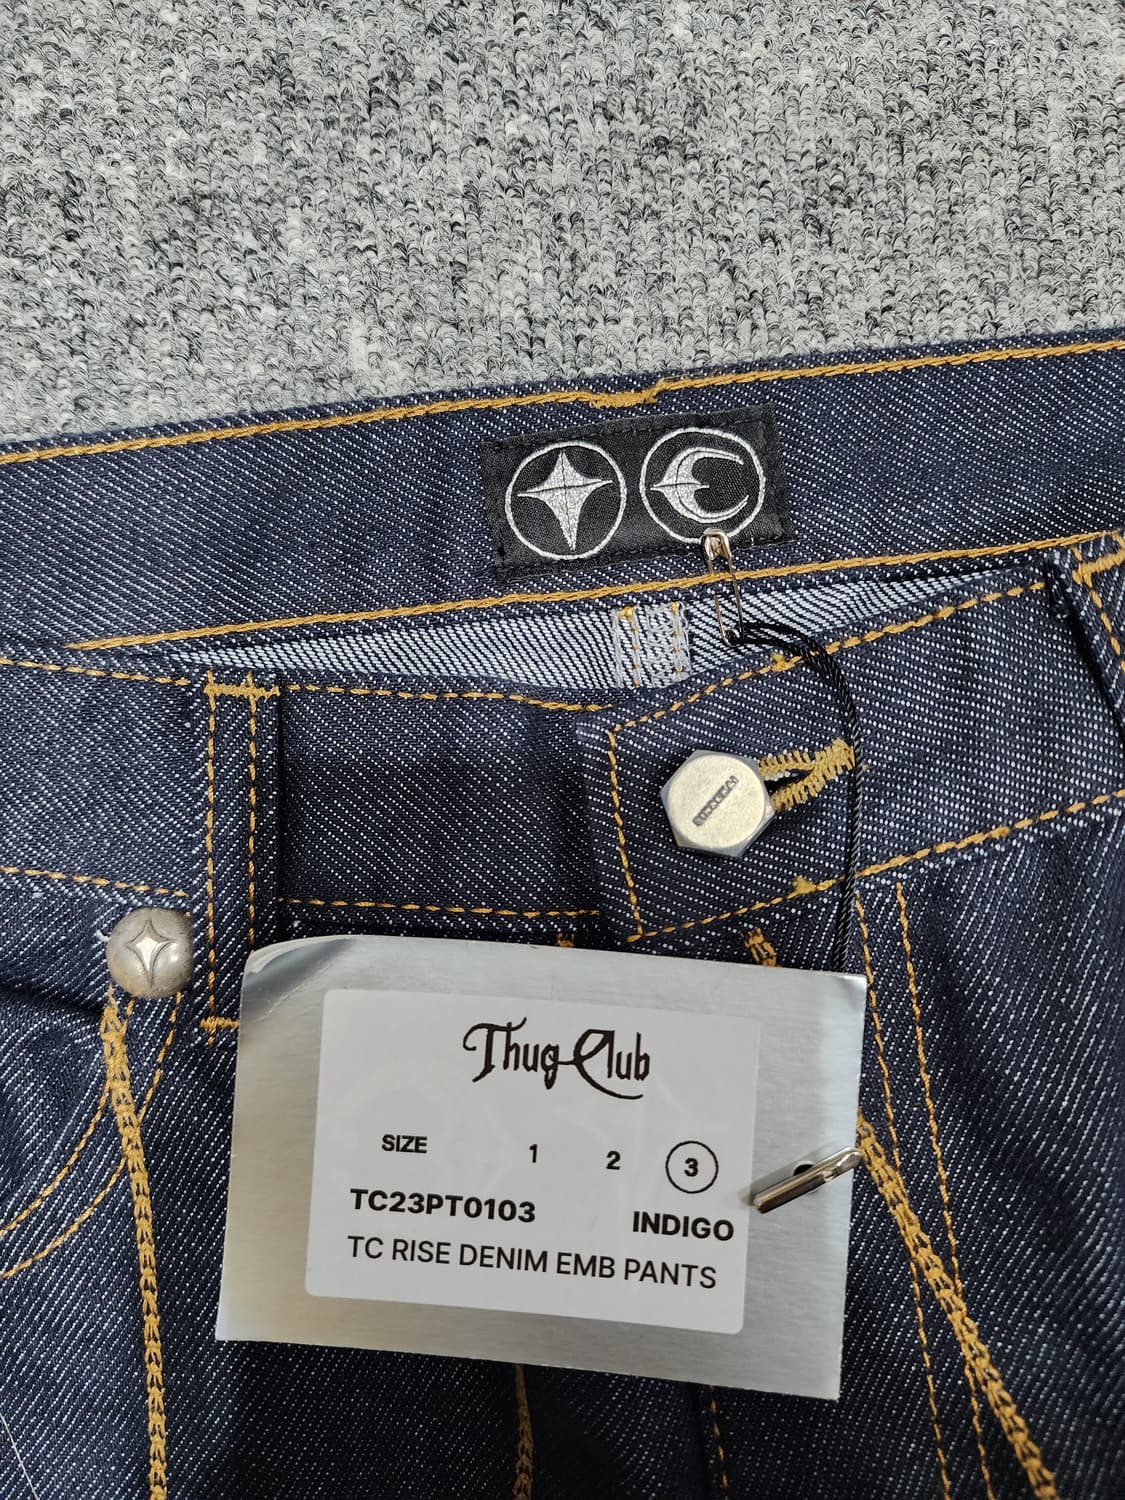 Thug Club
SIZE 1 2 3
TC23PT0103 INDIGO
TC RISE DENIM EMB PANTS